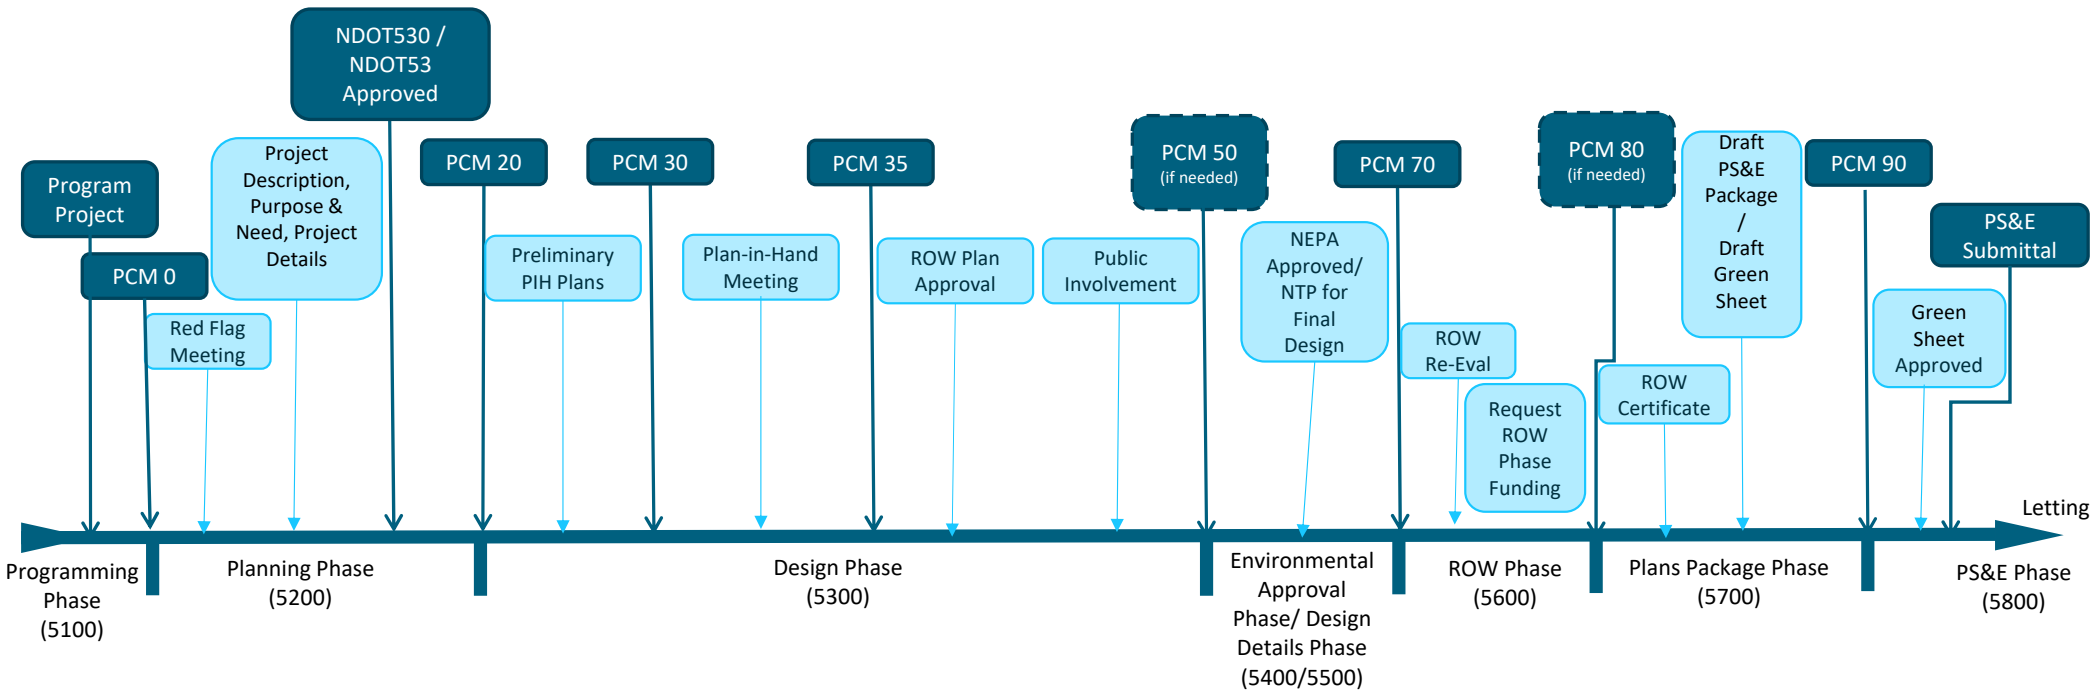 Program
Project
PCM 0
Red Flag
Meeting
Project
Description,
Purpose &
Need, Project
Details
NDOT530 /
NDOT53
Approved
PCM 20
Preliminary
PIH Plans
PCM 30
Plan-in-Hand
Meeting
PCM 35
ROW Plan
Approval
Public
Involvement
PCM 50
(if needed)
NEPA
Approved/
NTP for
Final
Design
PCM 70
ROW
Re-Eval
Request
ROW
Phase
Funding
PCM 80
(if needed)
ROW
Certificate
Draft
PS&E
Package
/
Draft
Green
Sheet
PCM 90
Green
Sheet
Approved
PS&E
Submittal
Letting
Programming
Phase
(5100)
Planning Phase
(5200)
Design Phase
(5300)
Environmental
Approval
Phase/ Design
Details Phase
(5400/5500)
ROW Phase
(5600)
Plans Package Phase
(5700)
PS&E Phase
(5800)